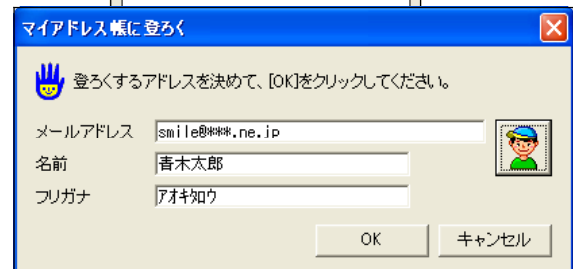 マイアドレス帳に登ろく
登ろくするアドレスを決めて、[OK]をクリックしてください。
メールアドレス smile@***.ne.jp
名前 青木太郎
フリガナ アオキタロウ
OK キャンセル